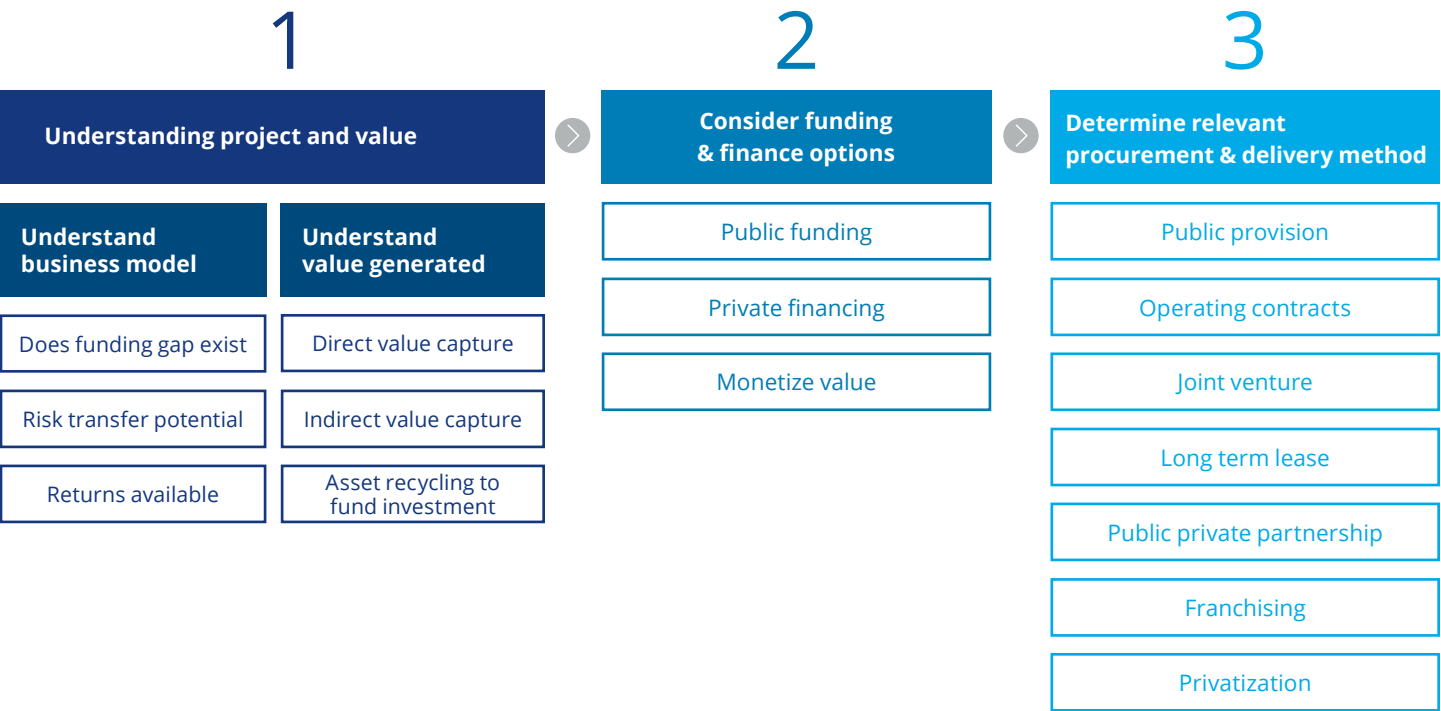 1
Understanding project and value
Understand
business model
Does funding gap exist
Risk transfer potential
Returns available
Understand
value generated
Direct value capture
Indirect value capture
Asset recycling to
fund investment
2
Consider funding
& finance options
Public funding
Private financing
Monetize value
3
Determine relevant
procurement & delivery method
Public provision
Operating contracts
Joint venture
Long term lease
Public private partnership
Franchising
Privatization